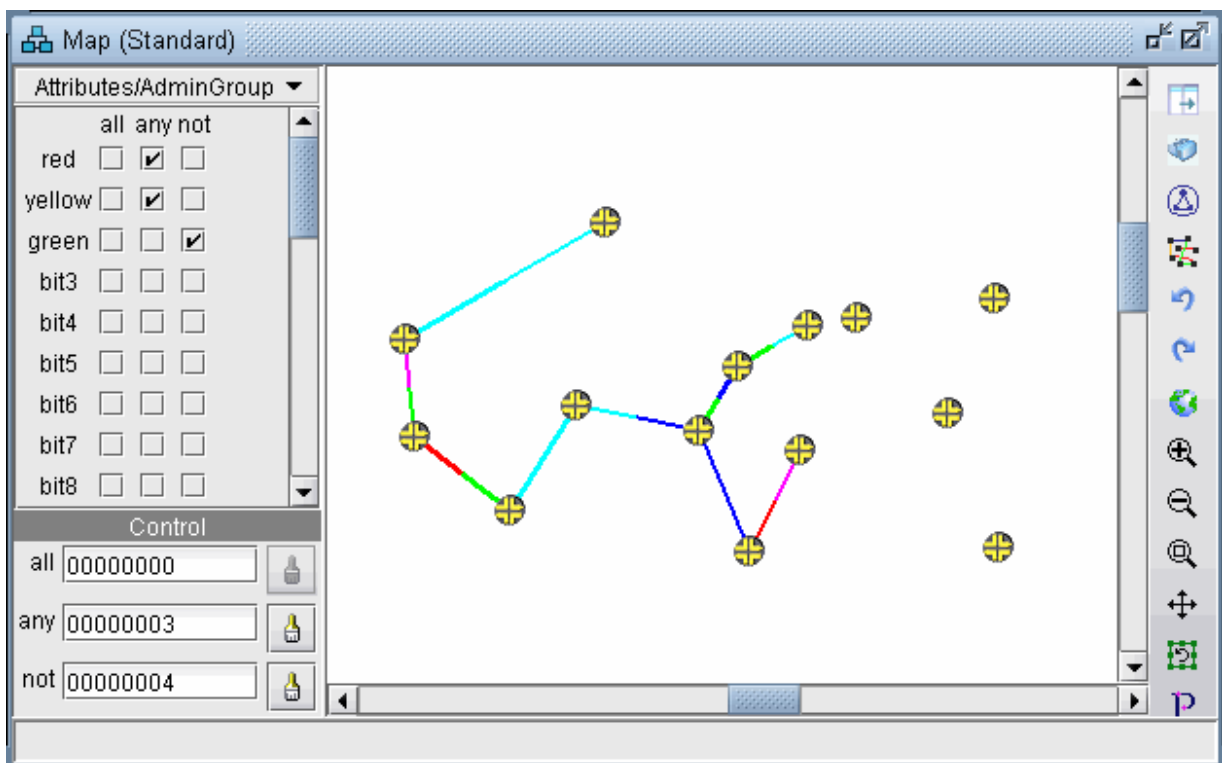 Map (Standard)
Attributes/AdminGroup
all any not
red
yellow
green
bit3
bit4
bit5
bit6
bit7
bit8
Control
all 00000000
any 00000003
not 00000004